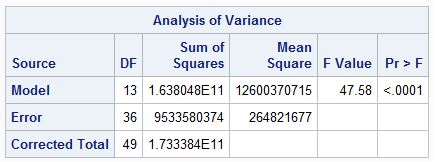 Analysis of Variance
Source DF Sum of Squares Mean Square F Value Pr > F
Model 13 1.638048E11 12600370715 47.58 <.0001
Error 36 9533580374 264821677
Corrected Total 49 1.733384E11